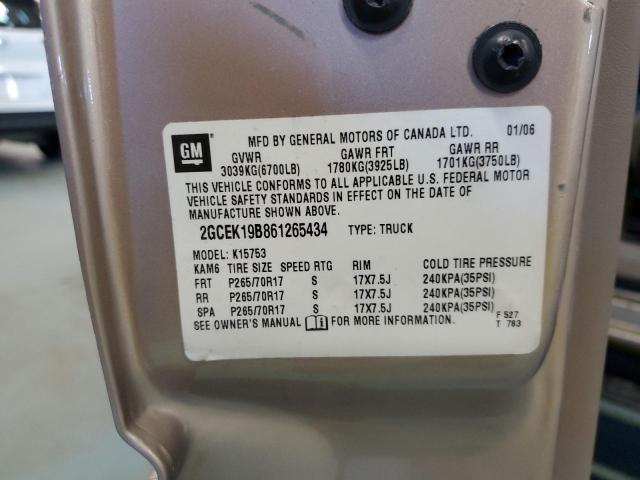 GM
MFD BY GENERAL MOTORS OF CANADA LTD. 01/06
GVWR GAWR FRT GAWR RR
3039KG(6700LB) 1780KG(3925LB) 1701KG(3750LB)
THIS VEHICLE CONFORMS TO ALL APPLICABLE U.S. FEDERAL MOTOR
VEHICLE SAFETY STANDARDS IN EFFECT ON THE DATE OF
MANUFACTURE SHOWN ABOVE.
2GCEK19B861265434 TYPE: TRUCK
MODEL: K15753
KAM6 TIRE SIZE SPEED RTG RIM COLD TIRE PRESSURE
FRT P265/70R17 S 17X7.5J 240KPA(35PSI)
RR P265/70R17 S 17X7.5J 240KPA(35PSI)
SPA P265/70R17 S 17X7.5J 240KPA(35PSI)
SEE OWNER'S MANUAL FOR MORE INFORMATION.
F 527
T 783